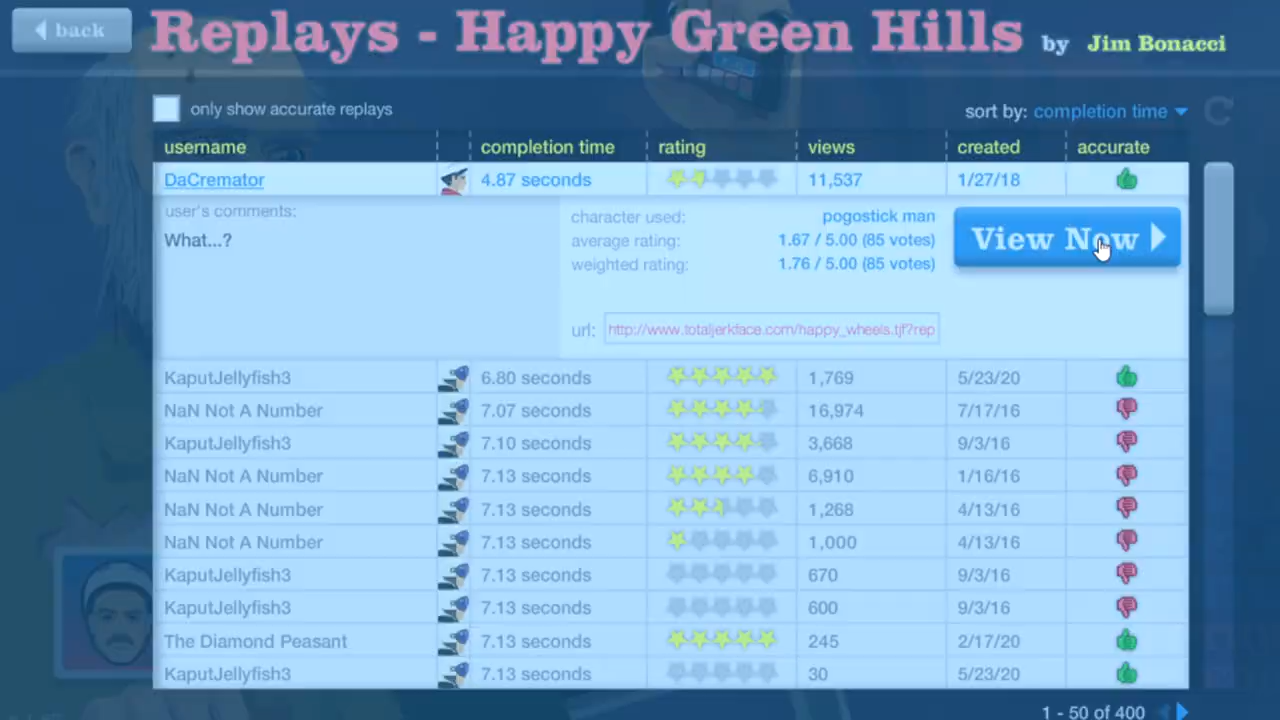 back
Replays - Happy Green Hills by Jim Bonacci
only show accurate replays
sort by: completion time
username completion time rating views created accurate
DaCremator 4.87 seconds 11,537 1/27/18
user's comments:
What...?
character used: pogostick man
average rating: 1.67 / 5.00 (85 votes)
weighted rating: 1.76 / 5.00 (85 votes)
View Now
url: http://www.totaljerkface.com/happy_wheels.tjf?rep
KaputJellyfish3 6.80 seconds 1,769 5/23/20
NaN Not A Number 7.07 seconds 16,974 7/17/16
KaputJellyfish3 7.10 seconds 3,668 9/3/16
NaN Not A Number 7.13 seconds 6,910 1/16/16
NaN Not A Number 7.13 seconds 1,268 4/13/16
NaN Not A Number 7.13 seconds 1,000 4/13/16
KaputJellyfish3 7.13 seconds 670 9/3/16
KaputJellyfish3 7.13 seconds 600 9/3/16
The Diamond Peasant 7.13 seconds 245 2/17/20
KaputJellyfish3 7.13 seconds 30 5/23/20
1 - 50 of 400